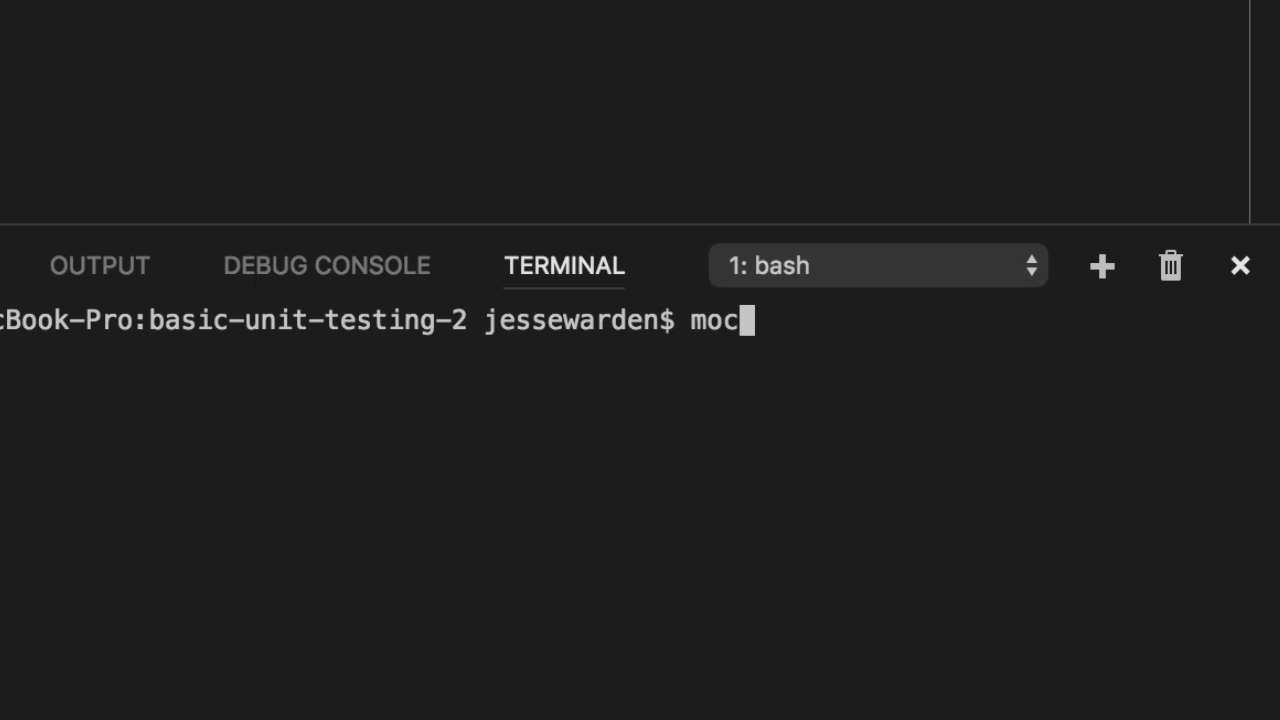 OUTPUT DEBUG CONSOLE TERMINAL 1: bash
cBook-Pro:basic-unit-testing-2 jessewarden$ moc